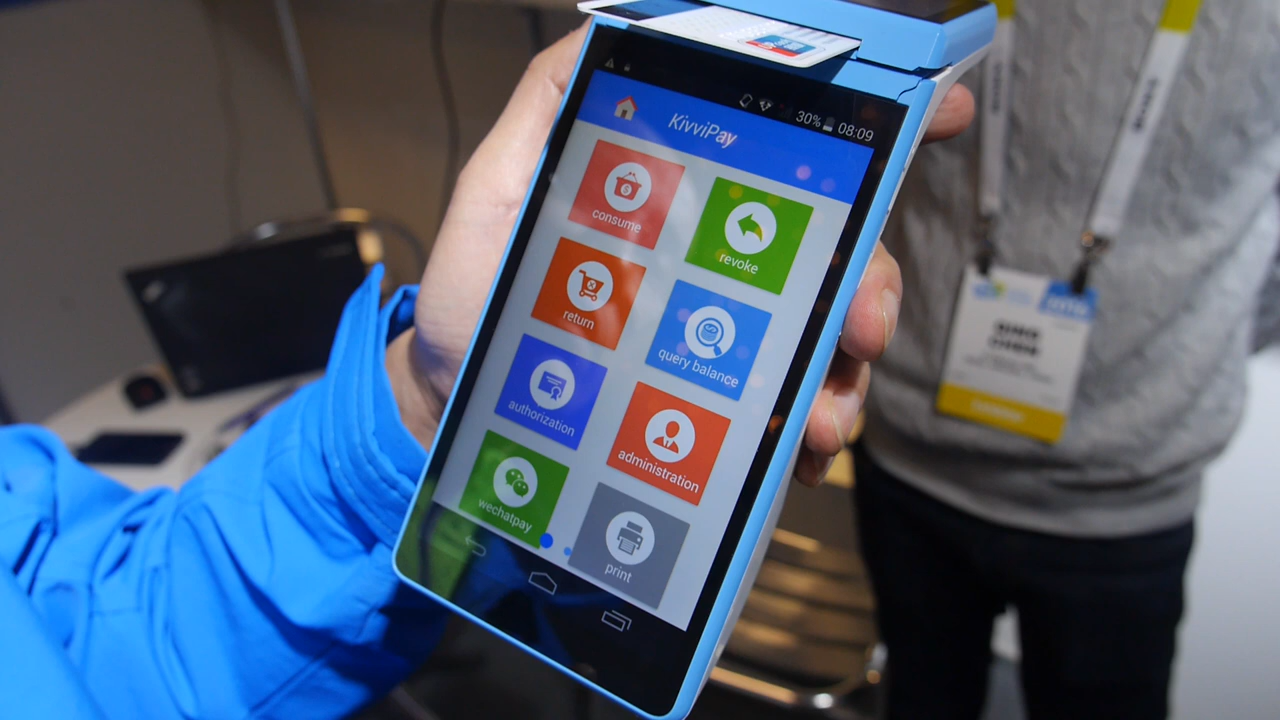 30% 08:09
KivviPay
consume
revoke
return
query balance
authorization
administration
wechatpay
print